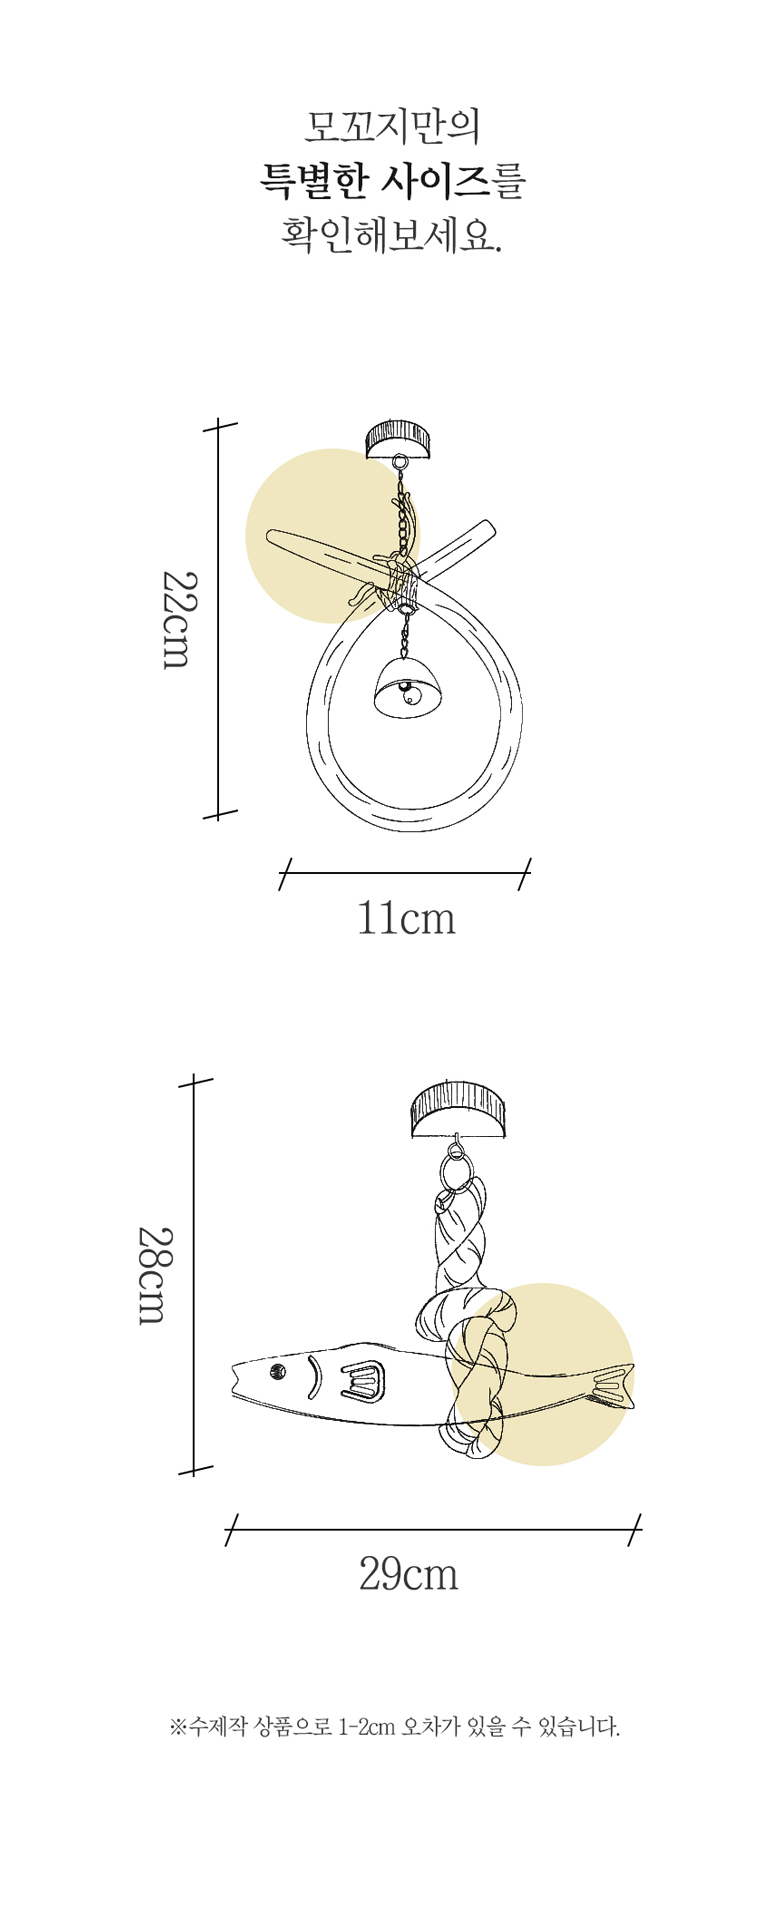 모꼬지만의
특별한 사이즈를
확인해보세요.
22cm
11cm
28cm
29cm
※수제작 상품으로 1-2cm 오차가 있을 수 있습니다.